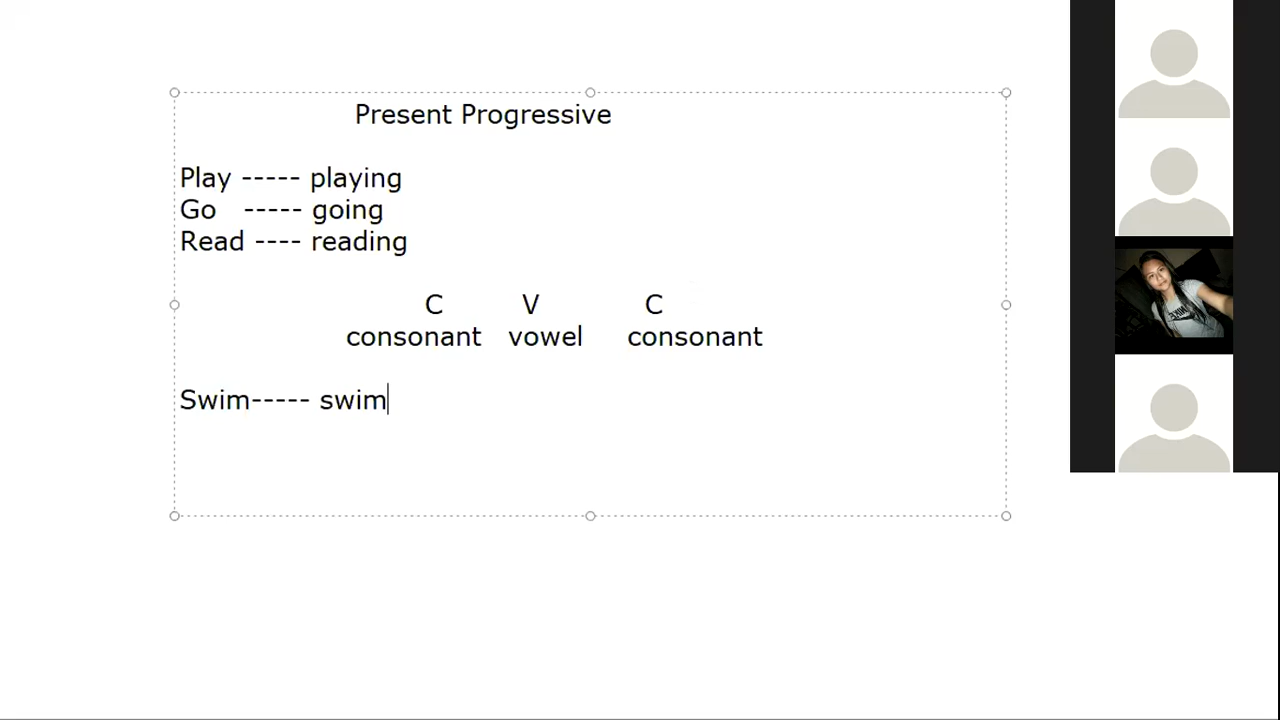 Present Progressive
Play ----- playing
Go ----- going
Read ---- reading
C V C
consonant vowel consonant
Swim----- swim